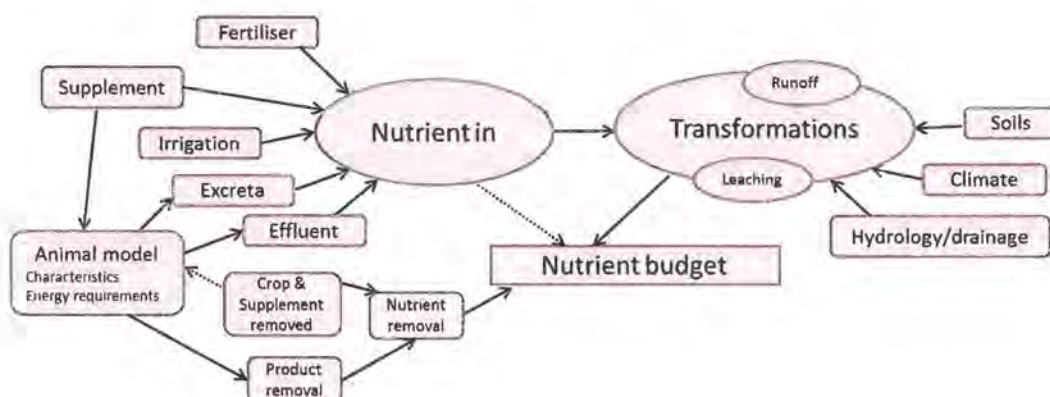 Fertiliser
Supplement
Runoff
Nutrient in
Transformations
Soils
Irrigation
Excreta
Leaching
Climate
Effluent
Hydrology/drainage
Animal model
Characteristics
Energy requirements
Crop &
Supplement
removed
Nutrient
removal
Nutrient budget
Product
removal